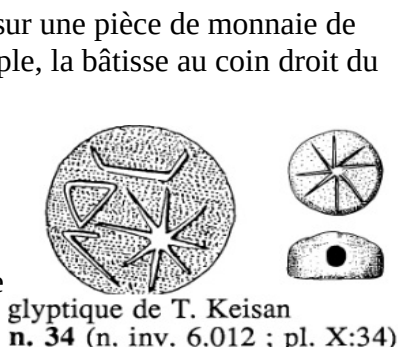 sur une pièce de monnaie de
ple, la bâtisse au coin droit du
e
glyptique de T. Keisan
n. 34 (n. inv. 6.012 ; pl. X:34)